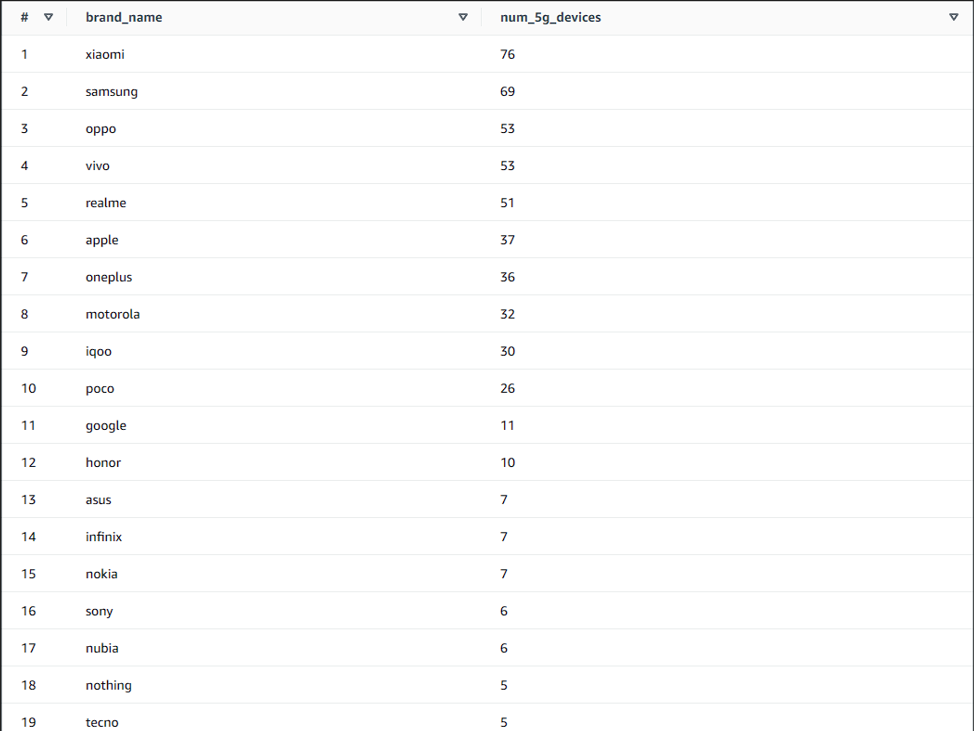 # brand_name num_5g_devices
1 xiaomi 76
2 samsung 69
3 oppo 53
4 vivo 53
5 realme 51
6 apple 37
7 oneplus 36
8 motorola 32
9 iqoo 30
10 poco 26
11 google 11
12 honor 10
13 asus 7
14 infinix 7
15 nokia 7
16 sony 6
17 nubia 6
18 nothing 5
19 tecno 5